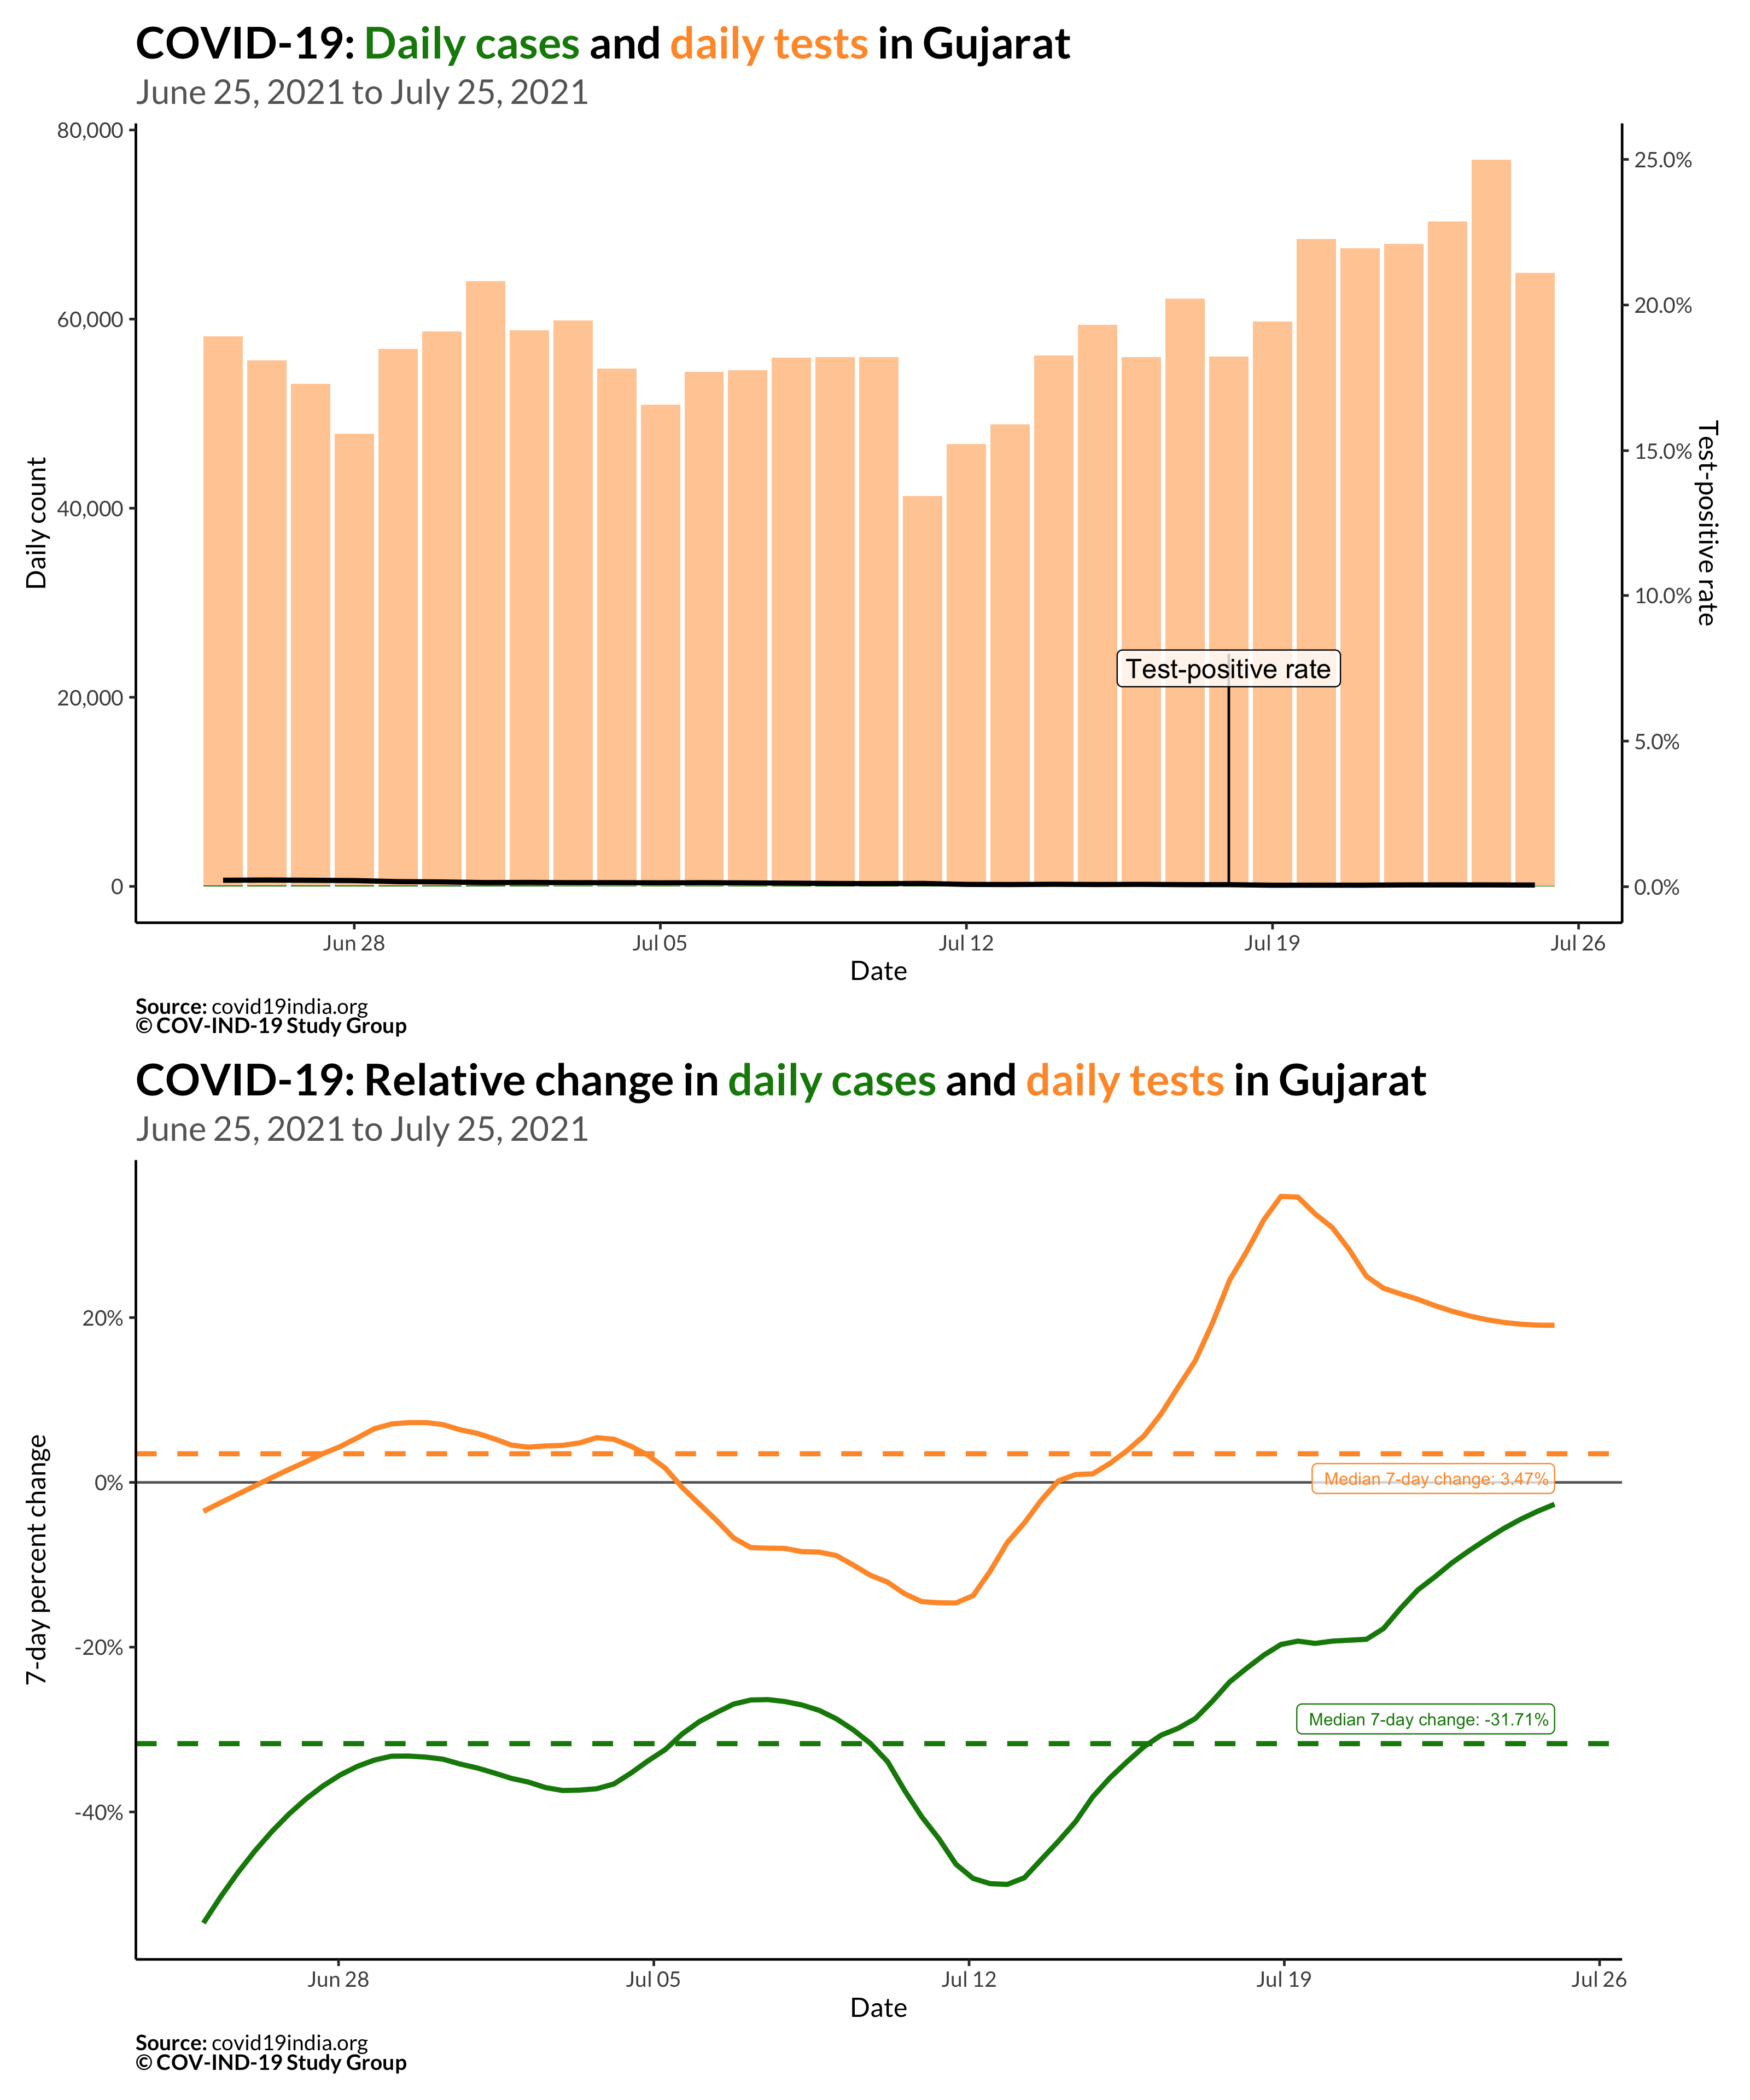 COVID-19: Daily cases and daily tests in Gujarat
June 25, 2021 to July 25, 2021
80,000
60,000
40,000
20,000
0
Daily count
25.0%
20.0%
15.0%
10.0%
5.0%
0.0%
Test-positive rate
Test-positive rate
Jun 28
Jul 05
Jul 12
Jul 19
Jul 26
Date
Source: covid19india.org
© COV-IND-19 Study Group
COVID-19: Relative change in daily cases and daily tests in Gujarat
June 25, 2021 to July 25, 2021
20%
0%
-20%
-40%
7-day percent change
Median 7-day change: 3.47%
Median 7-day change: -31.71%
Jun 28
Jul 05
Jul 12
Jul 19
Jul 26
Date
Source: covid19india.org
© COV-IND-19 Study Group